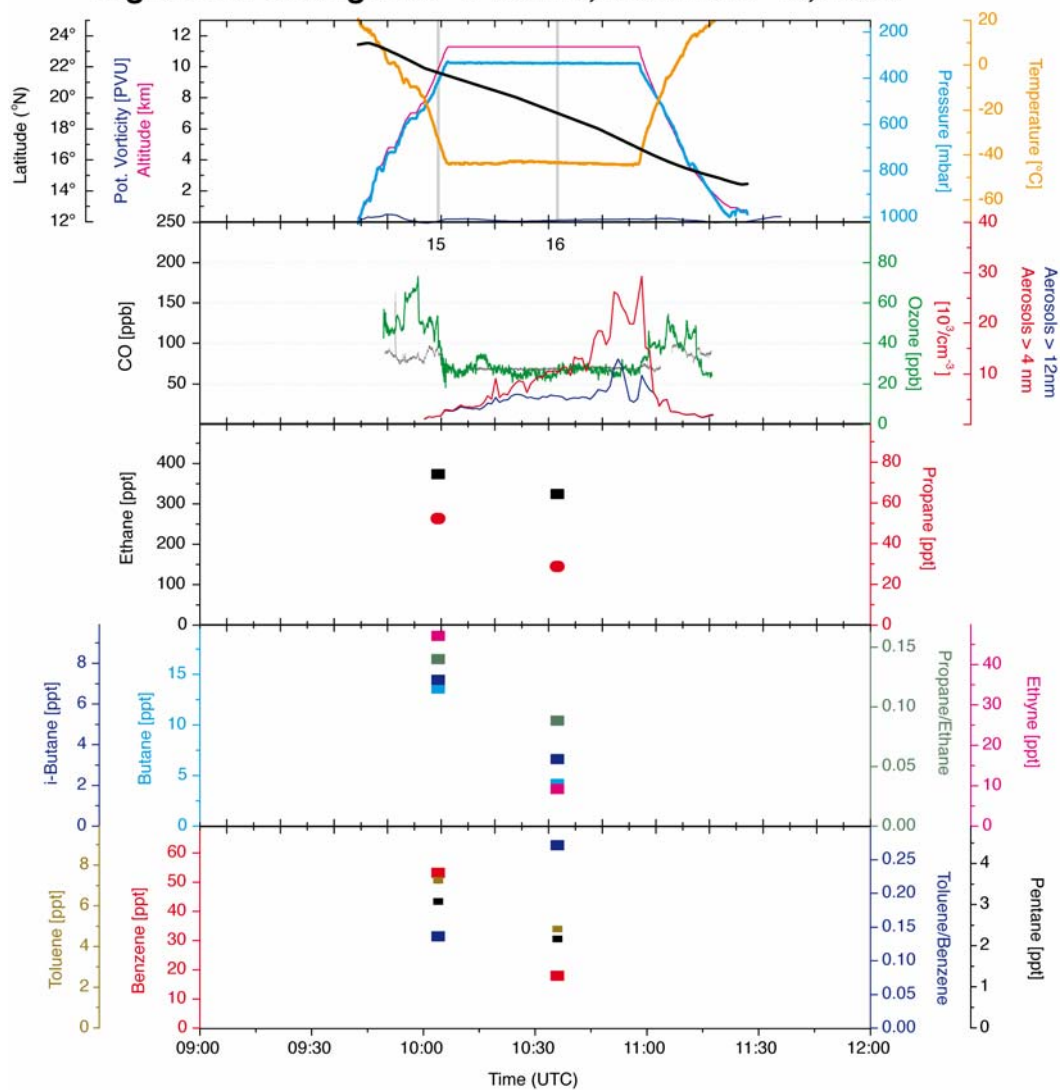 24° 12 200 20
22° 10 400 0
20° 8
18° 6 600 -20
16° 4 800 -40
14° 2 -60
12° 1000
Latitude (°N)
Pot. Vorticity [PVU]
Altitude [km]
Pressure [mbar]
Temperature [°C]
250 40
15 16
200 80 30
150 60
100 40 20
50 20 10
0
CO [ppb]
Ozone [ppb]
[10³/cm⁻³]
Aerosols > 4 nm
Aerosols > 12nm
400 80
300 60
200 40
100 20
0 0
Ethane [ppt]
Propane [ppt]
8 15 0.15 40
6 30
4 10 0.10 20
2 5 0.05 10
0 0 0.00 0
i-Butane [ppt]
Butane [ppt]
Propane/Ethane
Ethyne [ppt]
8 60 0.25 4
6 50 0.20 3
4 40 0.15 2
2 30 0.10 1
0 20 0.05 0
10 0.00
0
Toluene [ppt]
Benzene [ppt]
Toluene/Benzene
Pentane [ppt]
09:00 09:30 10:00 10:30 11:00 11:30 12:00
Time (UTC)